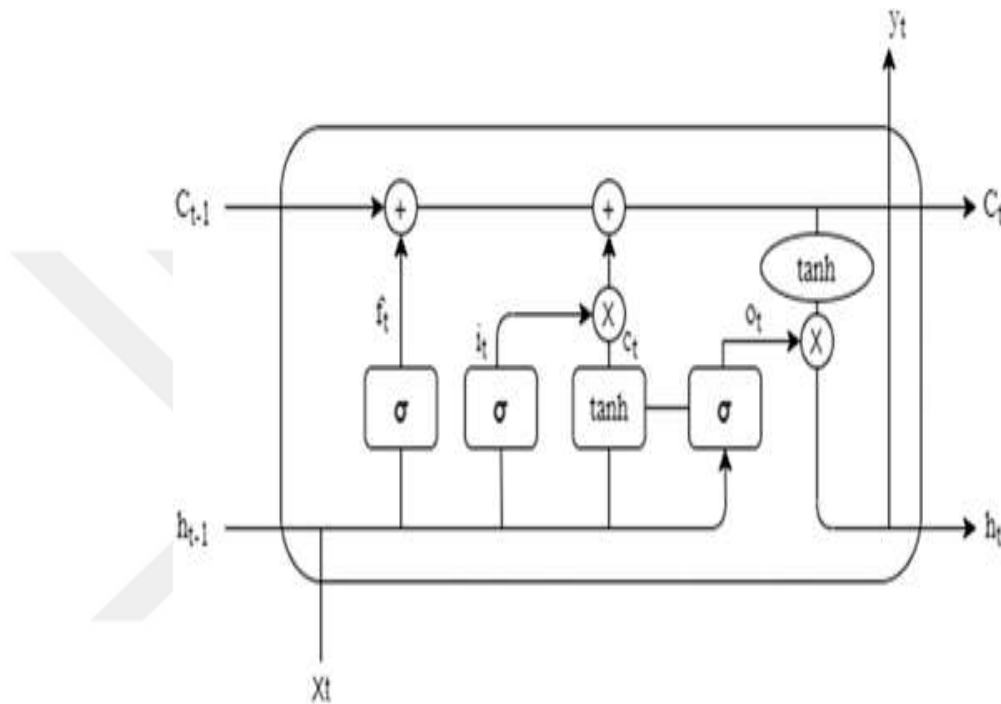 yₜ
Cₜ₋₁ + + Cₜ
tanh
fₜ iₜ X cₜ oₜ X
σ σ tanh σ
hₜ₋₁ hₜ
Xt